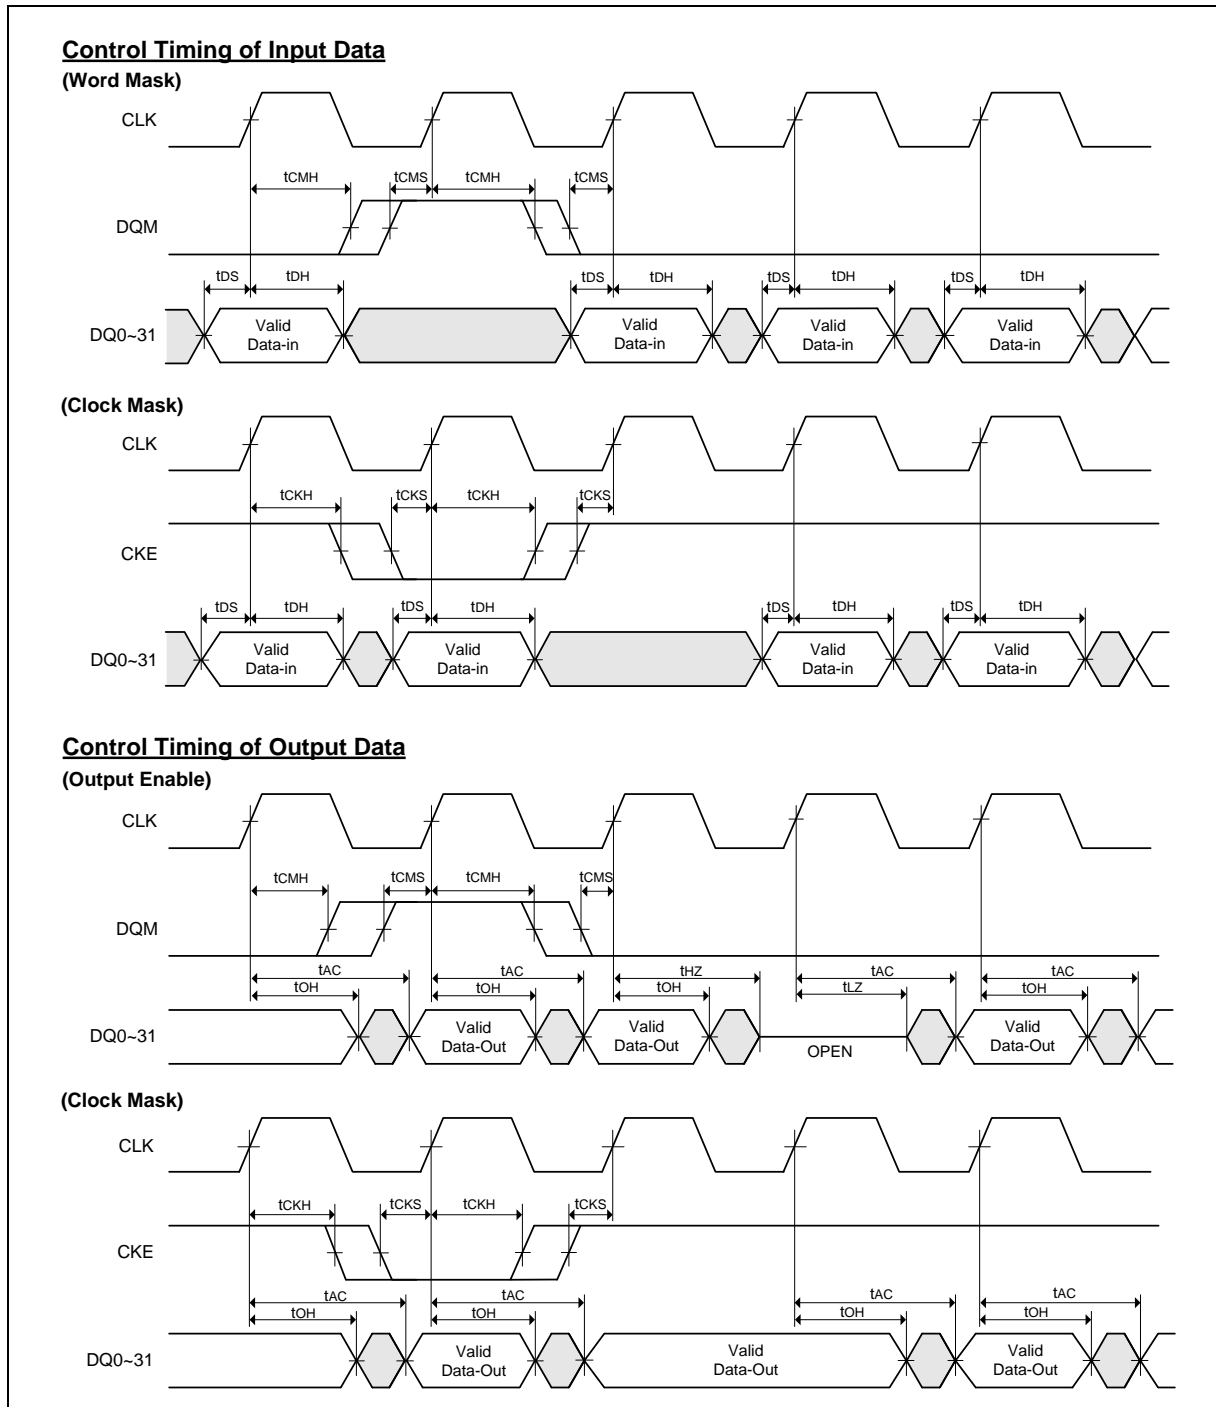 Control Timing of Input Data
(Word Mask)
CLK
tCMH tCMS tCMH tCMS
DQM
tDS tDH tDS tDH tDS tDH tDS tDH
DQ0~31
Valid Data-in
Valid Data-in
Valid Data-in
Valid Data-in
(Clock Mask)
CLK
tCKH tCKS tCKH tCKS
CKE
tDS tDH tDS tDH tDS tDH tDS tDH
DQ0~31
Valid Data-in
Valid Data-in
Valid Data-in
Valid Data-in
Control Timing of Output Data
(Output Enable)
CLK
tCMH tCMS tCMH tCMS
DQM
tAC tAC tHZ tAC tAC
tOH tOH tOH tLZ tOH
DQ0~31
Valid Data-Out
Valid Data-Out
OPEN
Valid Data-Out
(Clock Mask)
CLK
tCKH tCKS tCKH tCKS
CKE
tAC tAC tAC tAC
tOH tOH tOH tOH
DQ0~31
Valid Data-Out
Valid Data-Out
Valid Data-Out